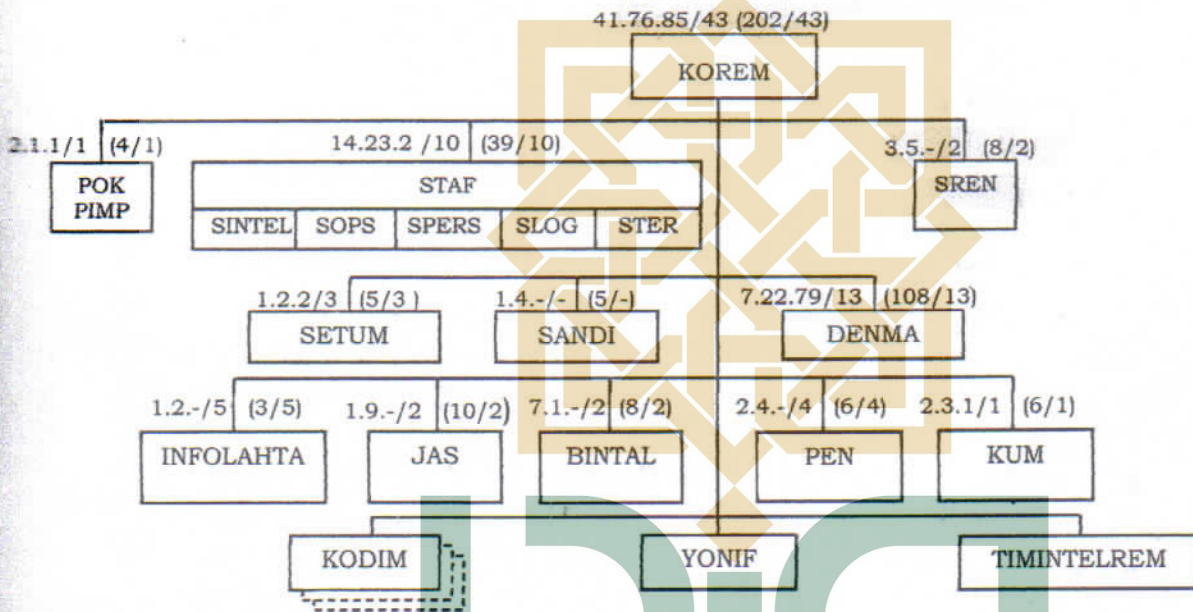 41.76.85/43 (202/43)
KOREM
2.1.1/1 (4/1)
14.23.2 /10 (39/10)
3.5.-/2 (8/2)
POK
PIMP
STAF
SREN
SINTEL SOPS SPERS SLOG STER
1.2.2/3 (5/3 )
1.4.-/- (5/-)
7.22.79/13 (108/13)
SETUM
SANDI
DENMA
1.2.-/5 (3/5)
1.9.-/2 (10/2)
7.1.-/2 (8/2)
2.4.-/4 (6/4)
2.3.1/1 (6/1)
INFOLAHTA
JAS
BINTAL
PEN
KUM
KODIM
YONIF
TIMINTELREM